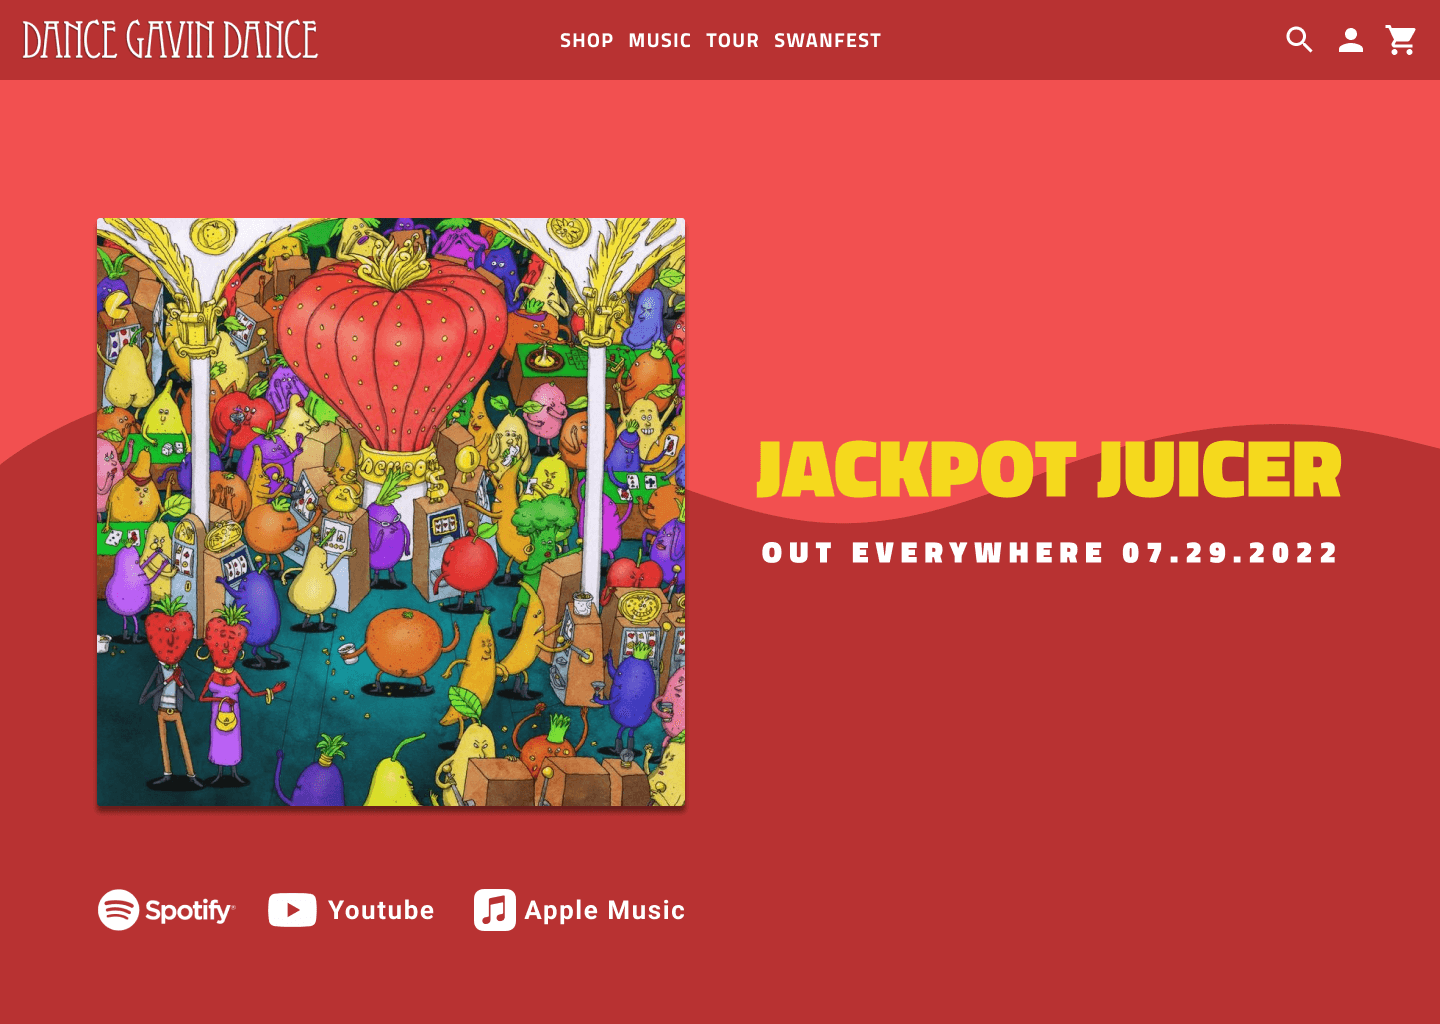 DANCE GAVIN DANCE
SHOP MUSIC TOUR SWANFEST
JACKPOT JUICER
OUT EVERYWHERE 07.29.2022
Spotify®
Youtube
Apple Music